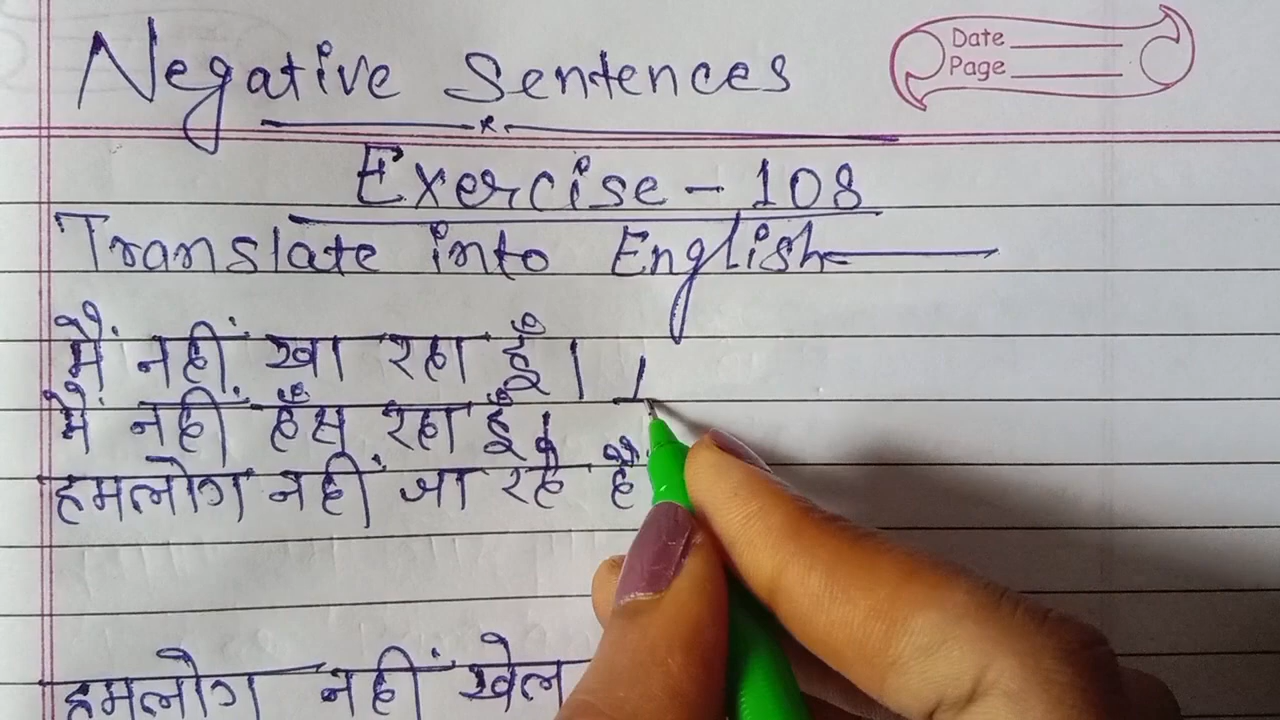 Negative Sentences
Date
Page
Exercise - 108
Translate into English
मैं नहीं खा रहा हूँ।
मैं नहीं हँस रहा हूँ।
हमलोग नहीं जा रहे हैं
हमलोग नहीं खेल